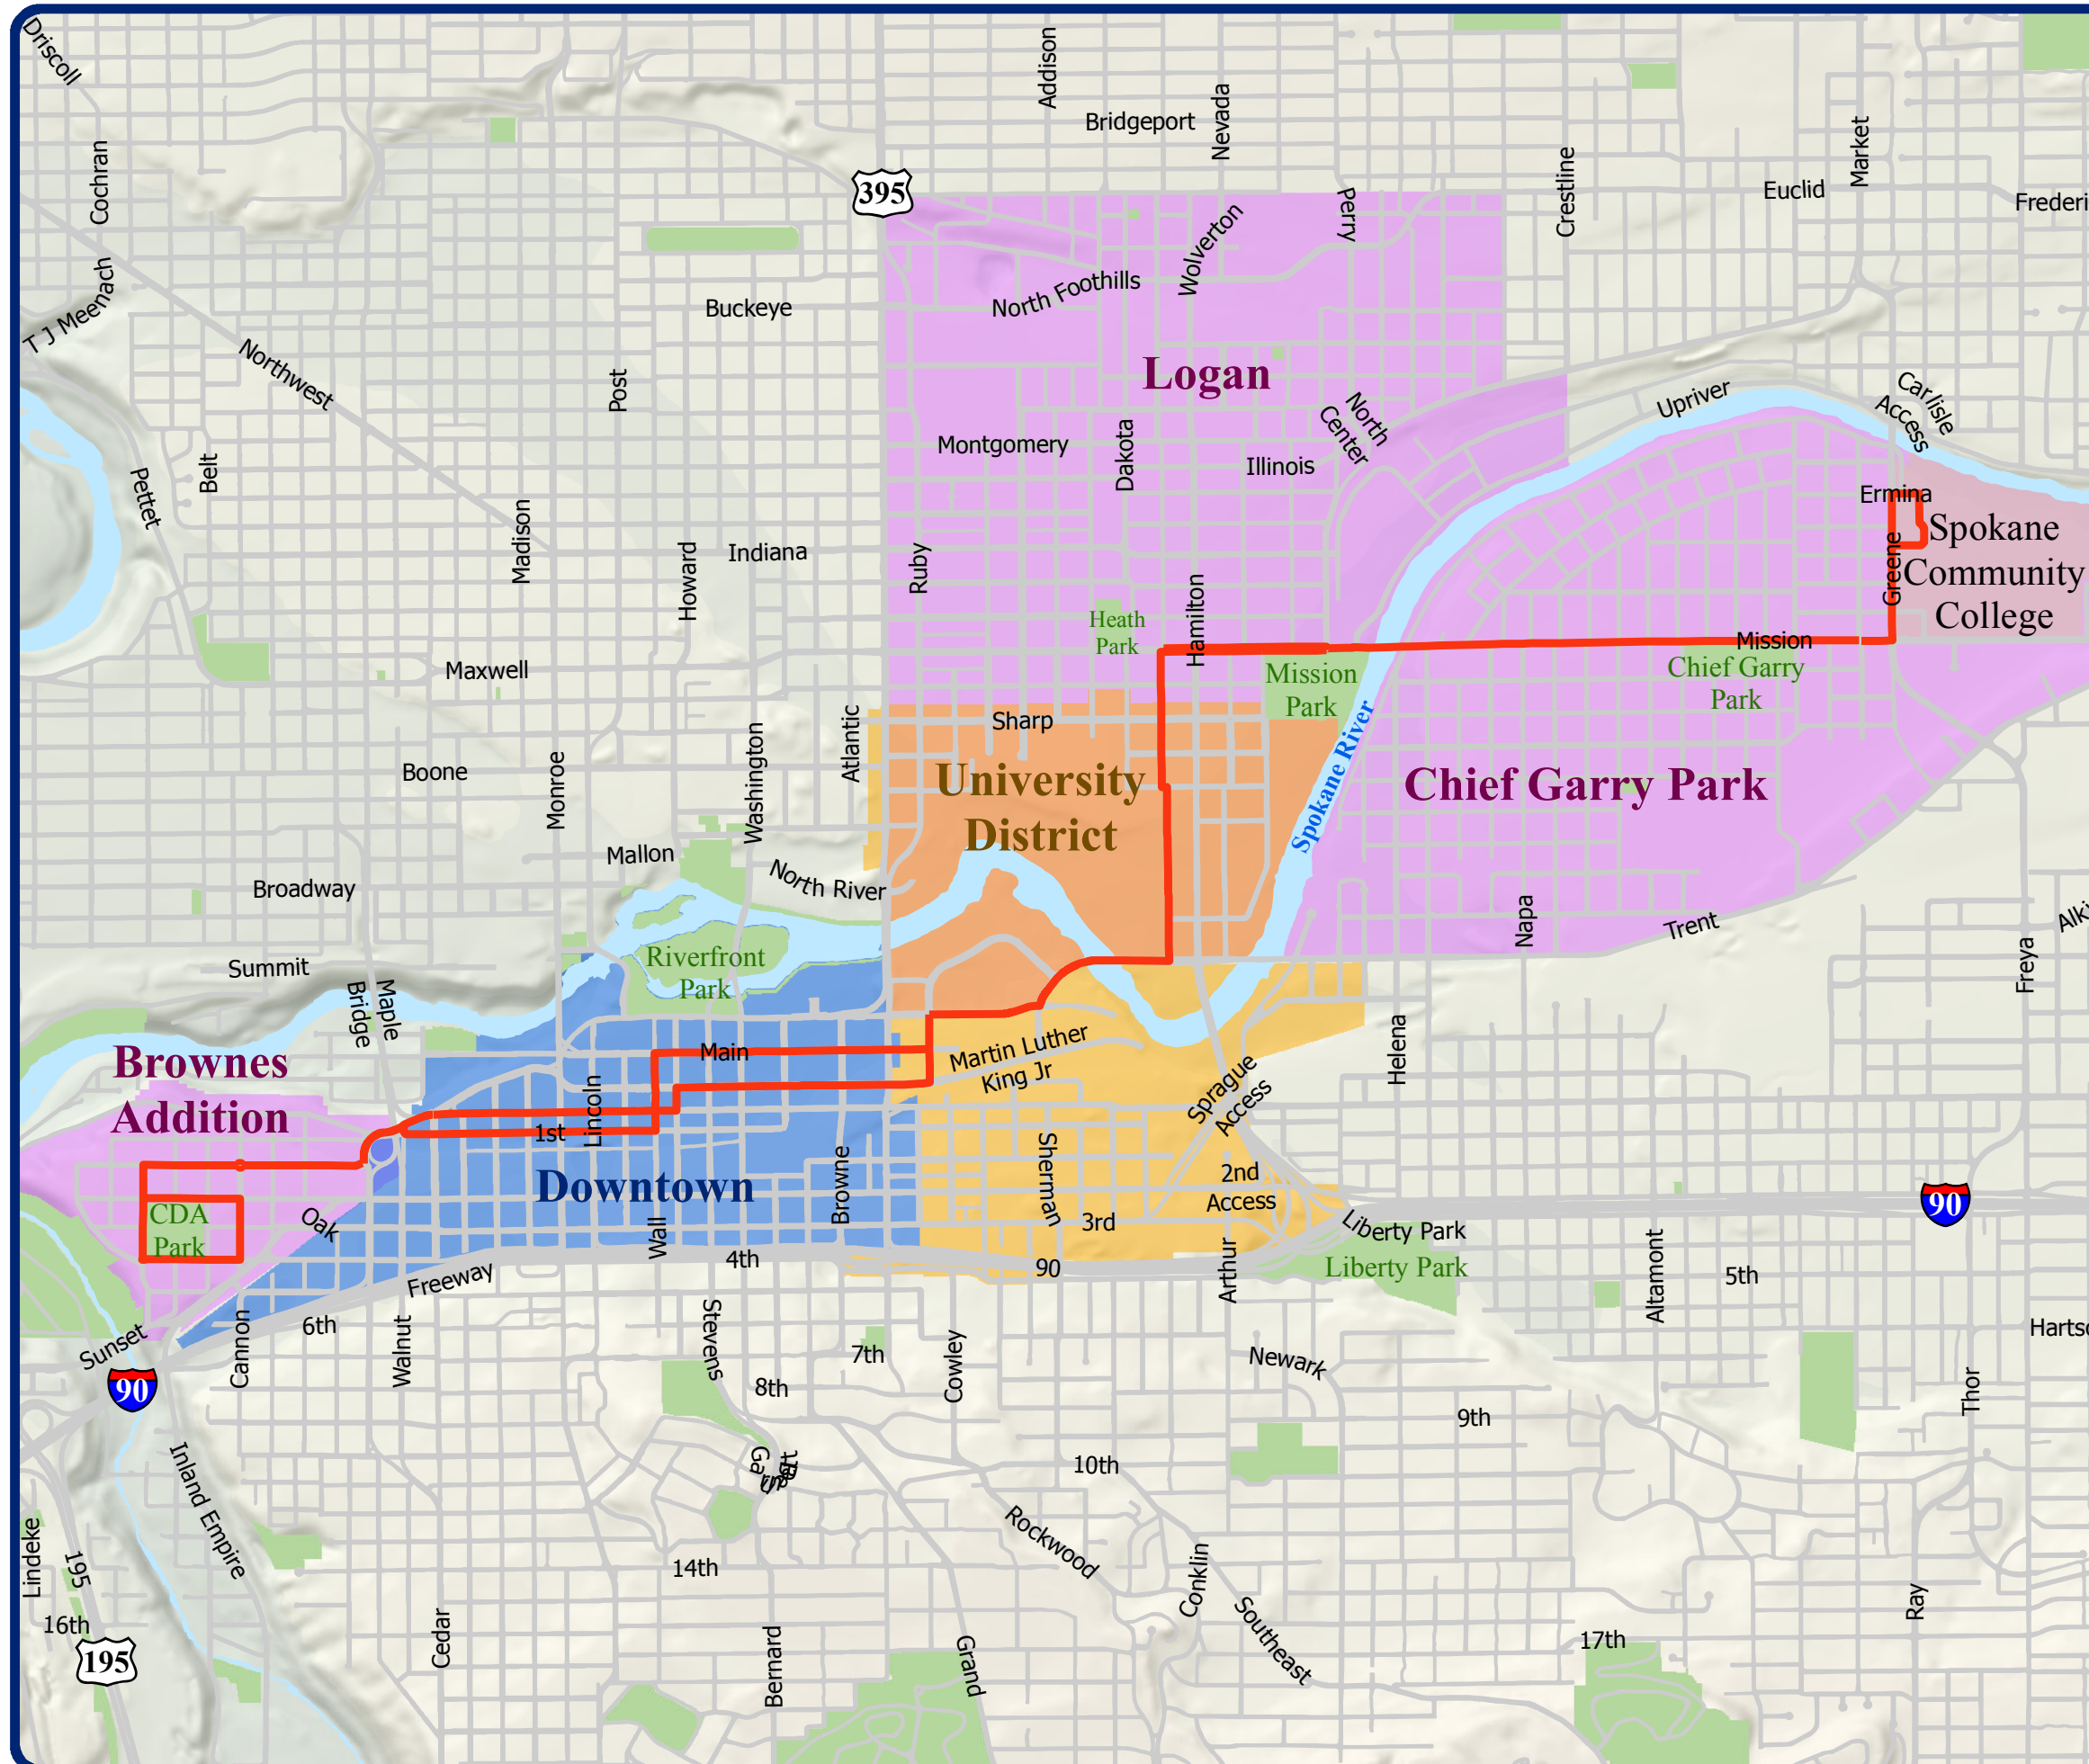 Driscoll
Addison
Bridgeport
Nevada
Cochran
395
Perry
Crestline
Euclid
Market
Frederi
T J Meenach
Wolverton
North Foothills
Buckeye
Northwest
Post
Logan
Upriver
Carlisle
Access
North
Center
Pettet
Belt
Montgomery
Dakota
Illinois
Ermina
Madison
Howard
Indiana
Ruby
Hamilton
Greene
Spokane
Community
College
Heath
Park
Maxwell
Mission
Park
Mission
Chief Garry
Park
Sharp
Atlantic
Washington
Monroe
Boone
University
District
Spokane River
Chief Garry Park
Mallon
North River
Broadway
Napa
Trent
Alki
Freya
Summit
Riverfront
Park
Maple
Bridge
Helena
Brownes
Addition
Main
Martin Luther
King Jr
Sprague
Access
Lincoln
1st
Downtown
Browne
Sherman
2nd
Access
90
CDA
Park
Oak
Wall
3rd
Liberty Park
4th
90
Arthur
Liberty Park
Altamont
5th
Freeway
Sunset
Cannon
6th
Walnut
Stevens
7th
Cowley
Newark
Hartso
90
8th
9th
Thor
10th
Inland Empire
Rockwood
Lindeke
195
14th
Conklin
Southeast
Ray
16th
195
Cedar
Bernard
Grand
17th